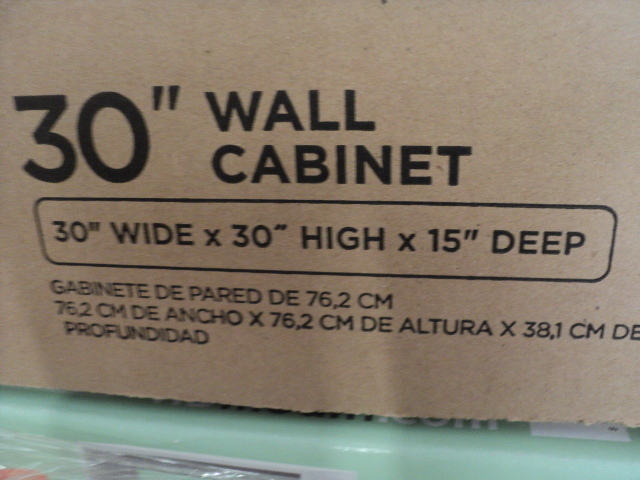 30" WALL
CABINET
30" WIDE x 30" HIGH x 15" DEEP
GABINETE DE PARED DE 76,2 CM
76,2 CM DE ANCHO X 76,2 CM DE ALTURA X 38,1 CM DE
PROFUNDIDAD